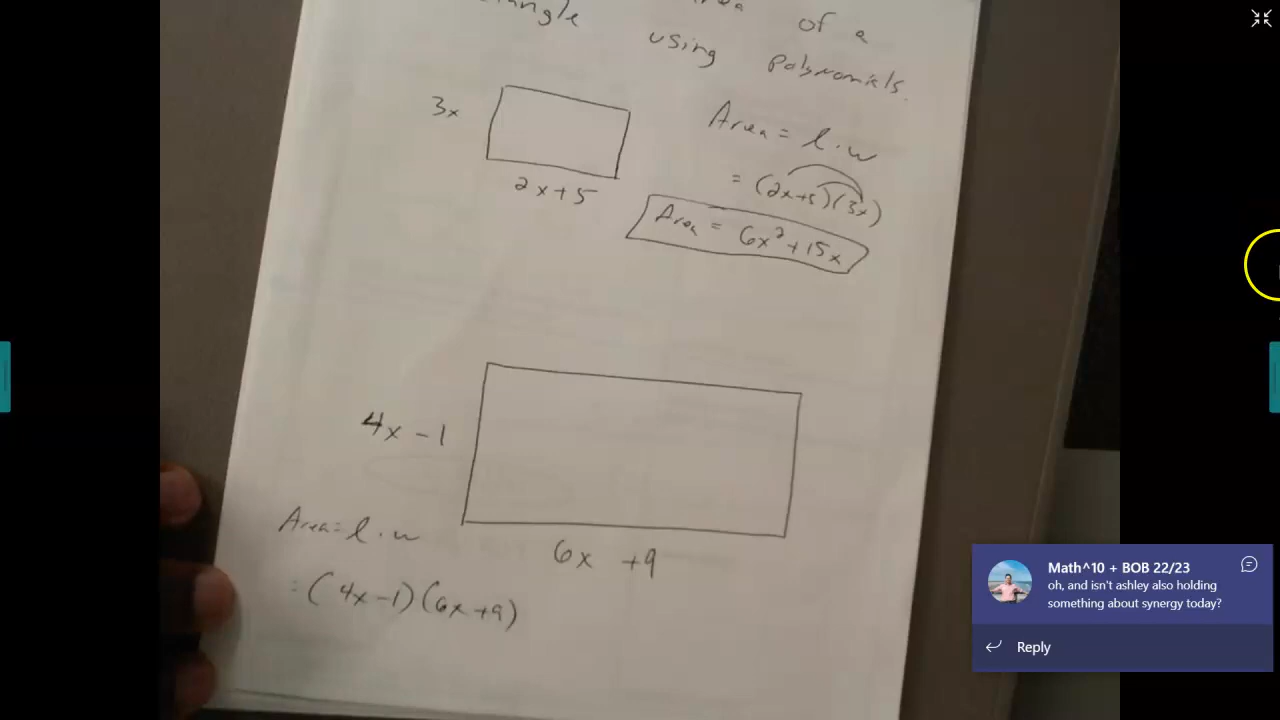 of a
using polynomials.
3x
2x+5
Area = l·w
= (2x+5)(3x)
Area = 6x²+15x
4x -1
6x +9
Area = l·w
= (4x-1)(6x+9)
Math^10 + BOB 22/23
oh, and isn't ashley also holding
something about synergy today?
Reply